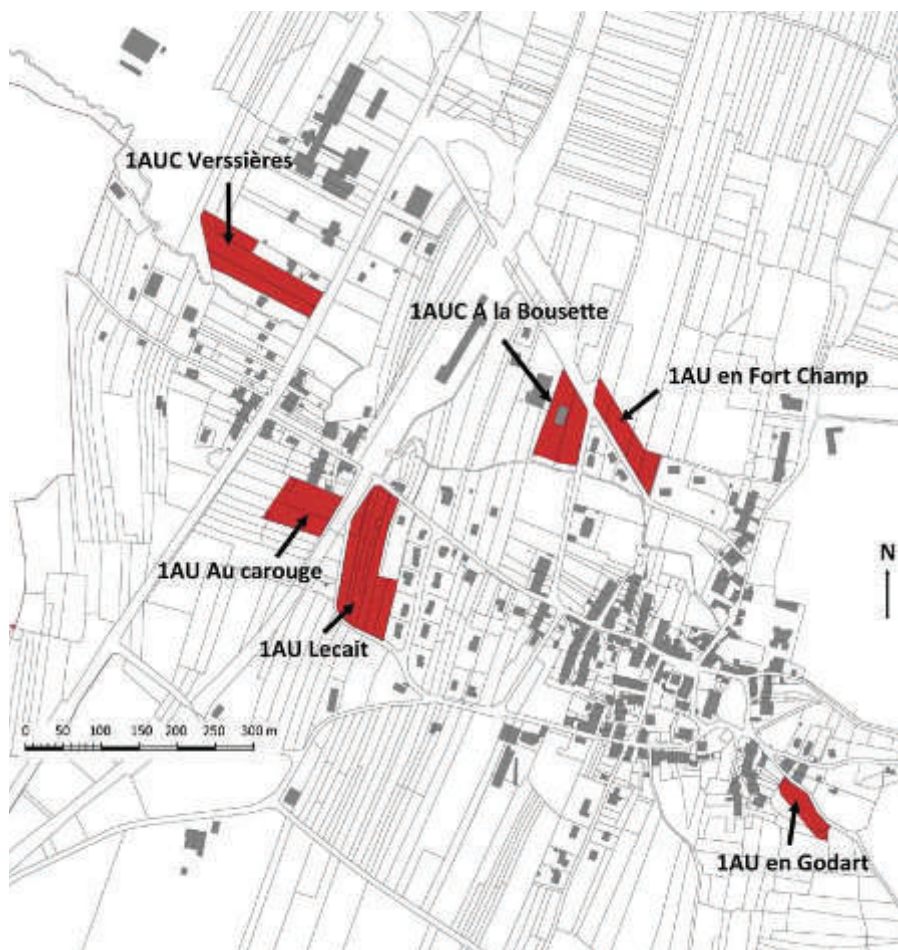 1AUC Verssières
1AUC A la Bousette
1AU en Fort Champ
1AU Au carouge
N
1AU Lecait
0 50 100 150 200 250 300 m
1AU en Godart